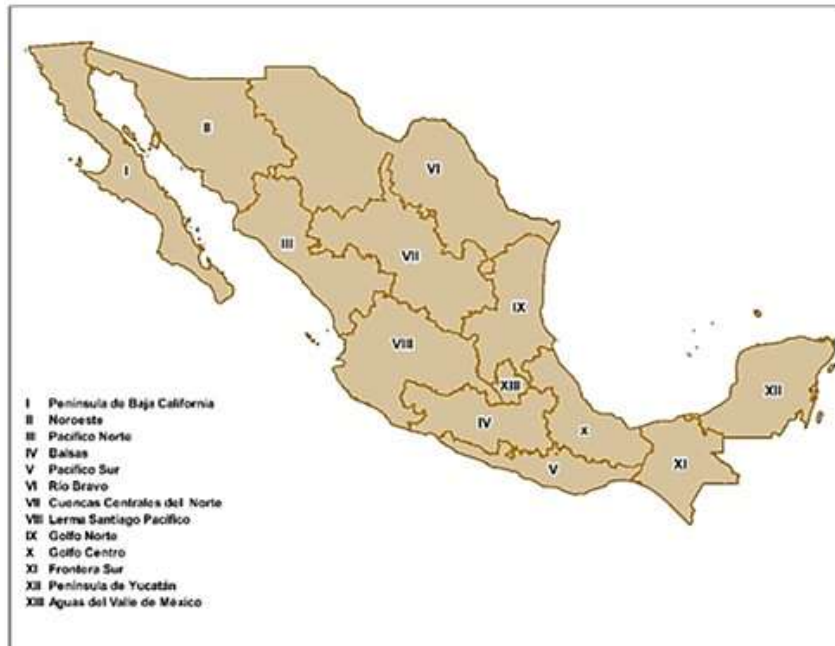 II
VI
I
III
VII
IX
VIII
XIII
XII
IV
X
V
XI
I Península de Baja California
II Noroeste
III Pacífico Norte
IV Balsas
V Pacífico Sur
VI Río Bravo
VII Cuencas Centrales del Norte
VIII Lerma Santiago Pacífico
IX Golfo Norte
X Golfo Centro
XI Frontera Sur
XII Península de Yucatán
XIII Aguas del Valle de México